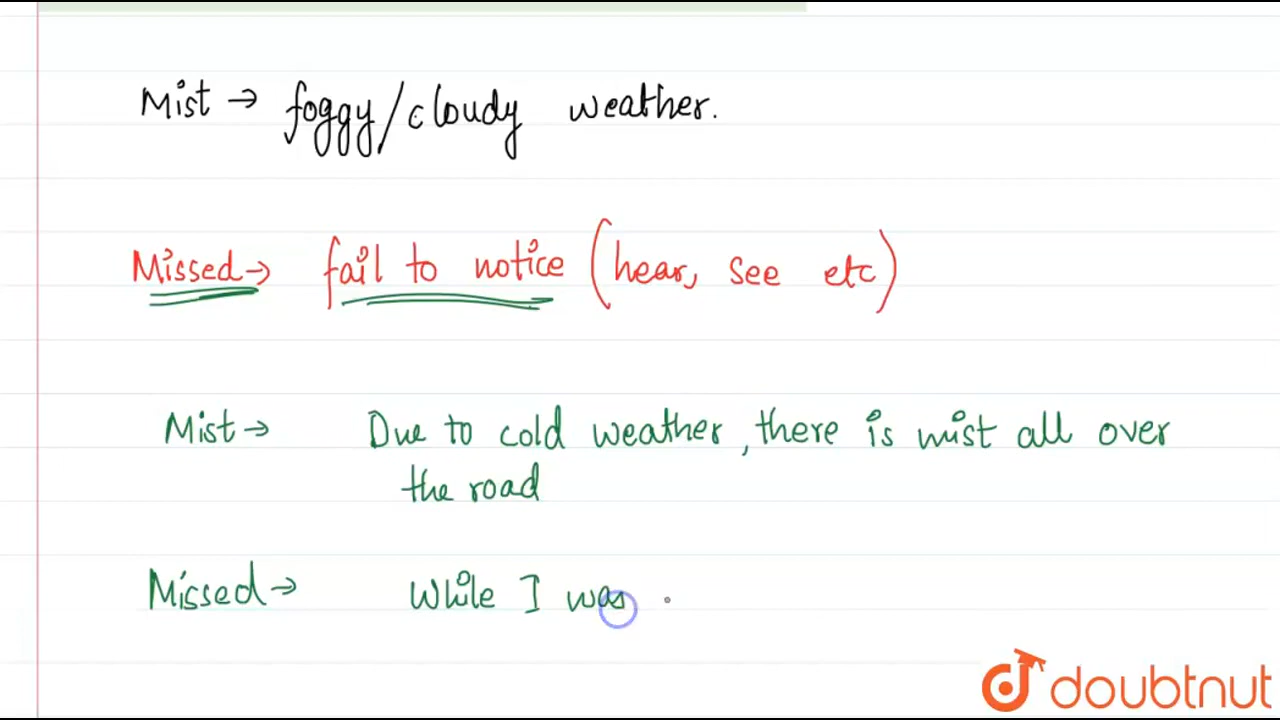 Mist → foggy/cloudy weather.
Missed → fail to notice (hear, see etc)
Mist → Due to cold weather, there is mist all over
the road
Missed → While I was
doubtnut